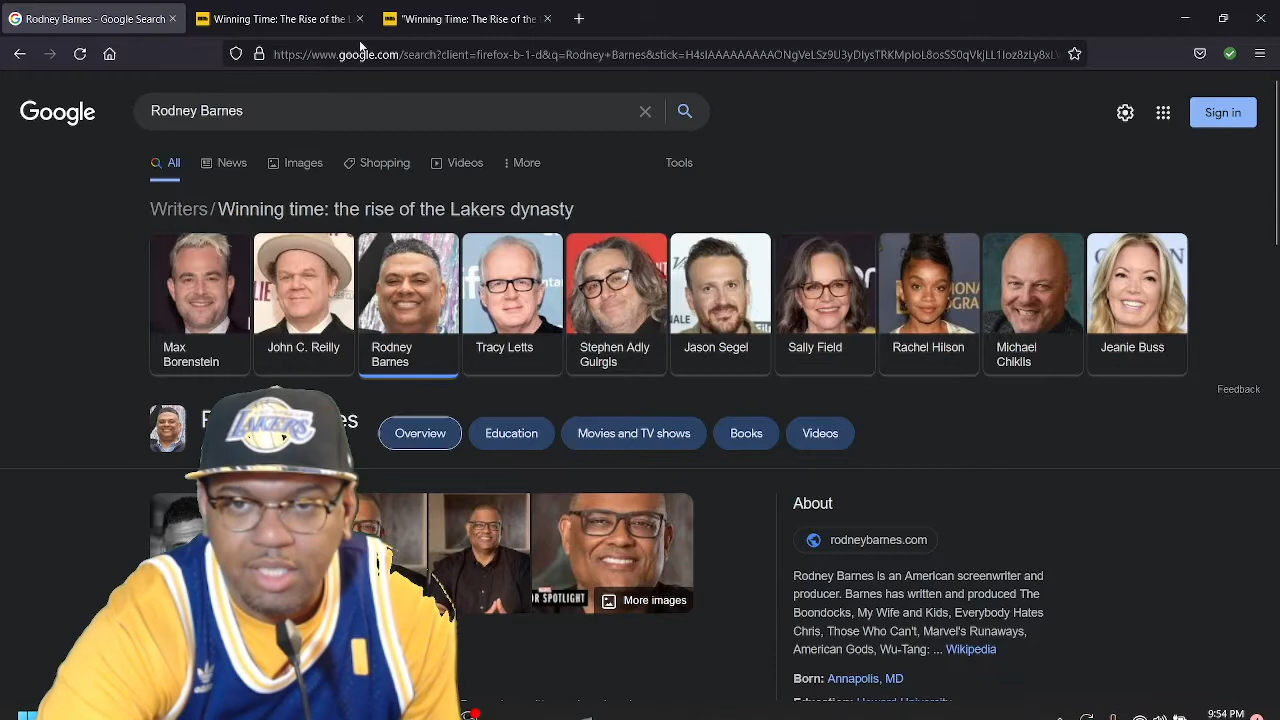 Rodney Barnes - Google Search
Winning Time: The Rise of the L
"Winning Time: The Rise of the
https://www.google.com/search?client=firefox-b-1-d&q=Rodney+Barnes&stick=
Google
Rodney Barnes
Sign in
All
News
Images
Shopping
Videos
More
Tools
Writers/Winning time: the rise of the Lakers dynasty
Max Borenstein
John C. Reilly
Rodney Barnes
Tracy Letts
Stephen Adly Guirgis
Jason Segel
Sally Field
Rachel Hilson
Michael Chiklis
Jeanie Buss
Feedback
LAKERS
Overview
Education
Movies and TV shows
Books
Videos
OR SPOTLIGHT
More images
About
rodneybarnes.com
Rodney Barnes is an American screenwriter and
producer. Barnes has written and produced The
Boondocks, My Wife and Kids, Everybody Hates
Chris, Those Who Can't, Marvel's Runaways,
American Gods, Wu-Tang: ... Wikipedia
Born: Annapolis, MD
9:54 PM